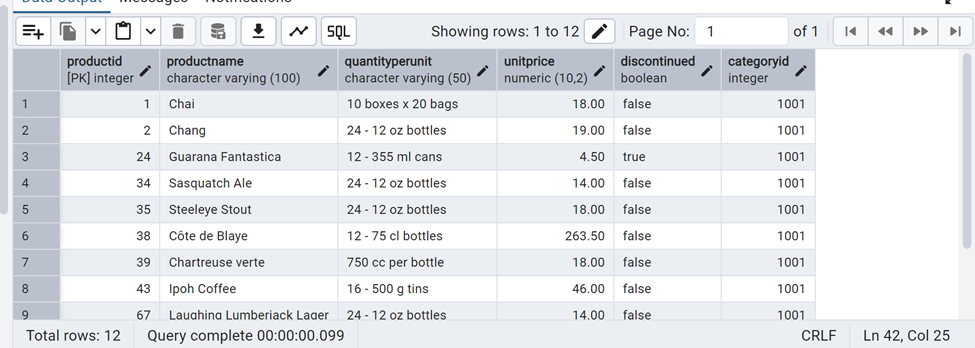 Data Output Messages Notifications
SQL Showing rows: 1 to 12 Page No: 1 of 1
productid productname quantityperunit unitprice discontinued categoryid
[PK] integer character varying (100) character varying (50) numeric (10,2) boolean integer
1 1 Chai 10 boxes x 20 bags 18.00 false 1001
2 2 Chang 24 - 12 oz bottles 19.00 false 1001
3 24 Guarana Fantastica 12 - 355 ml cans 4.50 true 1001
4 34 Sasquatch Ale 24 - 12 oz bottles 14.00 false 1001
5 35 Steeleye Stout 24 - 12 oz bottles 18.00 false 1001
6 38 Côte de Blaye 12 - 75 cl bottles 263.50 false 1001
7 39 Chartreuse verte 750 cc per bottle 18.00 false 1001
8 43 Ipoh Coffee 16 - 500 g tins 46.00 false 1001
9 67 Laughing Lumberjack Lager 24 - 12 oz bottles 14.00 false 1001
Total rows: 12 Query complete 00:00:00.099 CRLF Ln 42, Col 25